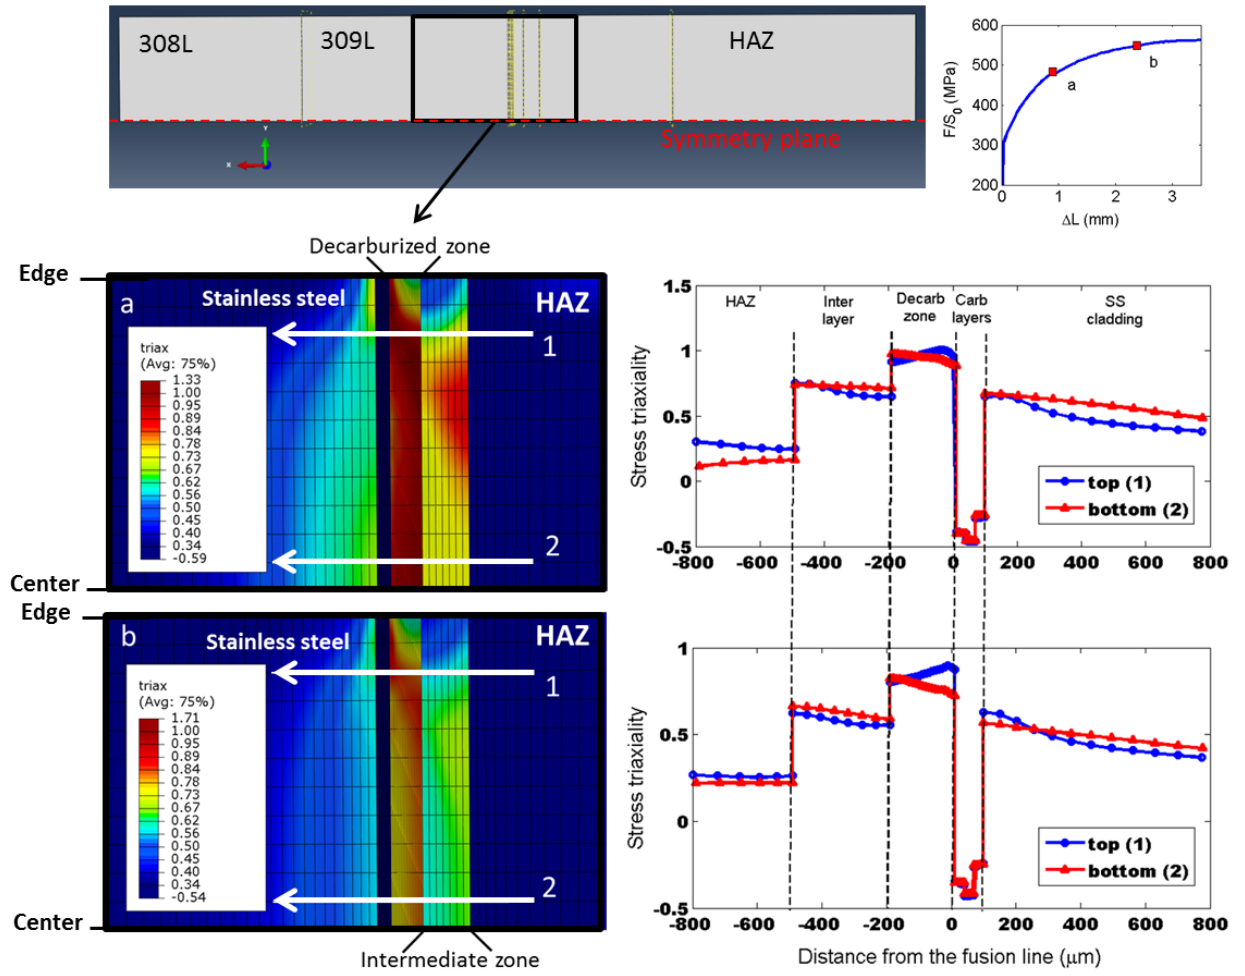 308L
309L
HAZ
Symmetry plane
Y
X
600
500
400
300
200
F/S0 (MPa)
a
b
0
1
2
3
ΔL (mm)
Decarburized zone
Edge
a
Stainless steel
HAZ
1
triax
(Avg: 75%)
1.33
1.00
0.95
0.89
0.84
0.78
0.73
0.67
0.62
0.56
0.51
0.45
0.40
0.34
-0.59
2
Center
Edge
b
Stainless steel
HAZ
1
triax
(Avg: 75%)
1.71
1.00
0.95
0.89
0.84
0.78
0.73
0.67
0.62
0.56
0.51
0.45
0.40
0.34
-0.54
2
Center
Intermediate zone
1.5
1
0.5
0
-0.5
Stress triaxiality
HAZ
Inter
layer
Decarb
zone
Carb
layers
SS
cladding
top (1)
bottom (2)
-800
-600
-400
-200
0
200
400
600
800
1
0.5
0
-0.5
Stress triaxiality
top (1)
bottom (2)
-800
-600
-400
-200
0
200
400
600
800
Distance from the fusion line (μm)